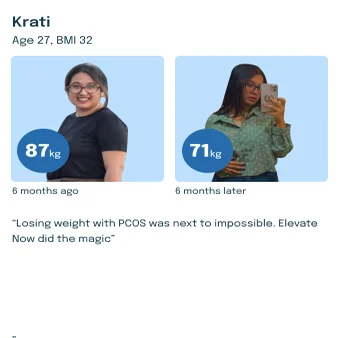 Krati
Age 27, BMI 32
87kg
71kg
6 months ago
6 months later
“Losing weight with PCOS was next to impossible. Elevate
Now did the magic”
-